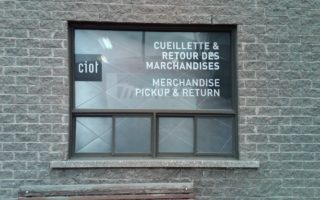 ciot
CUEILLETTE &
RETOUR DES
MARCHANDISES
MERCHANDISE
PICKUP & RETURN